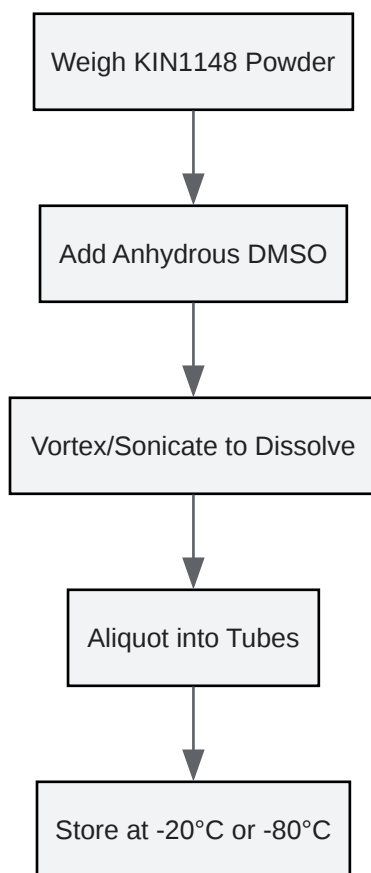 Weigh KIN1148 Powder
Add Anhydrous DMSO
Vortex/Sonicate to Dissolve
Aliquot into Tubes
Store at -20°C or -80°C